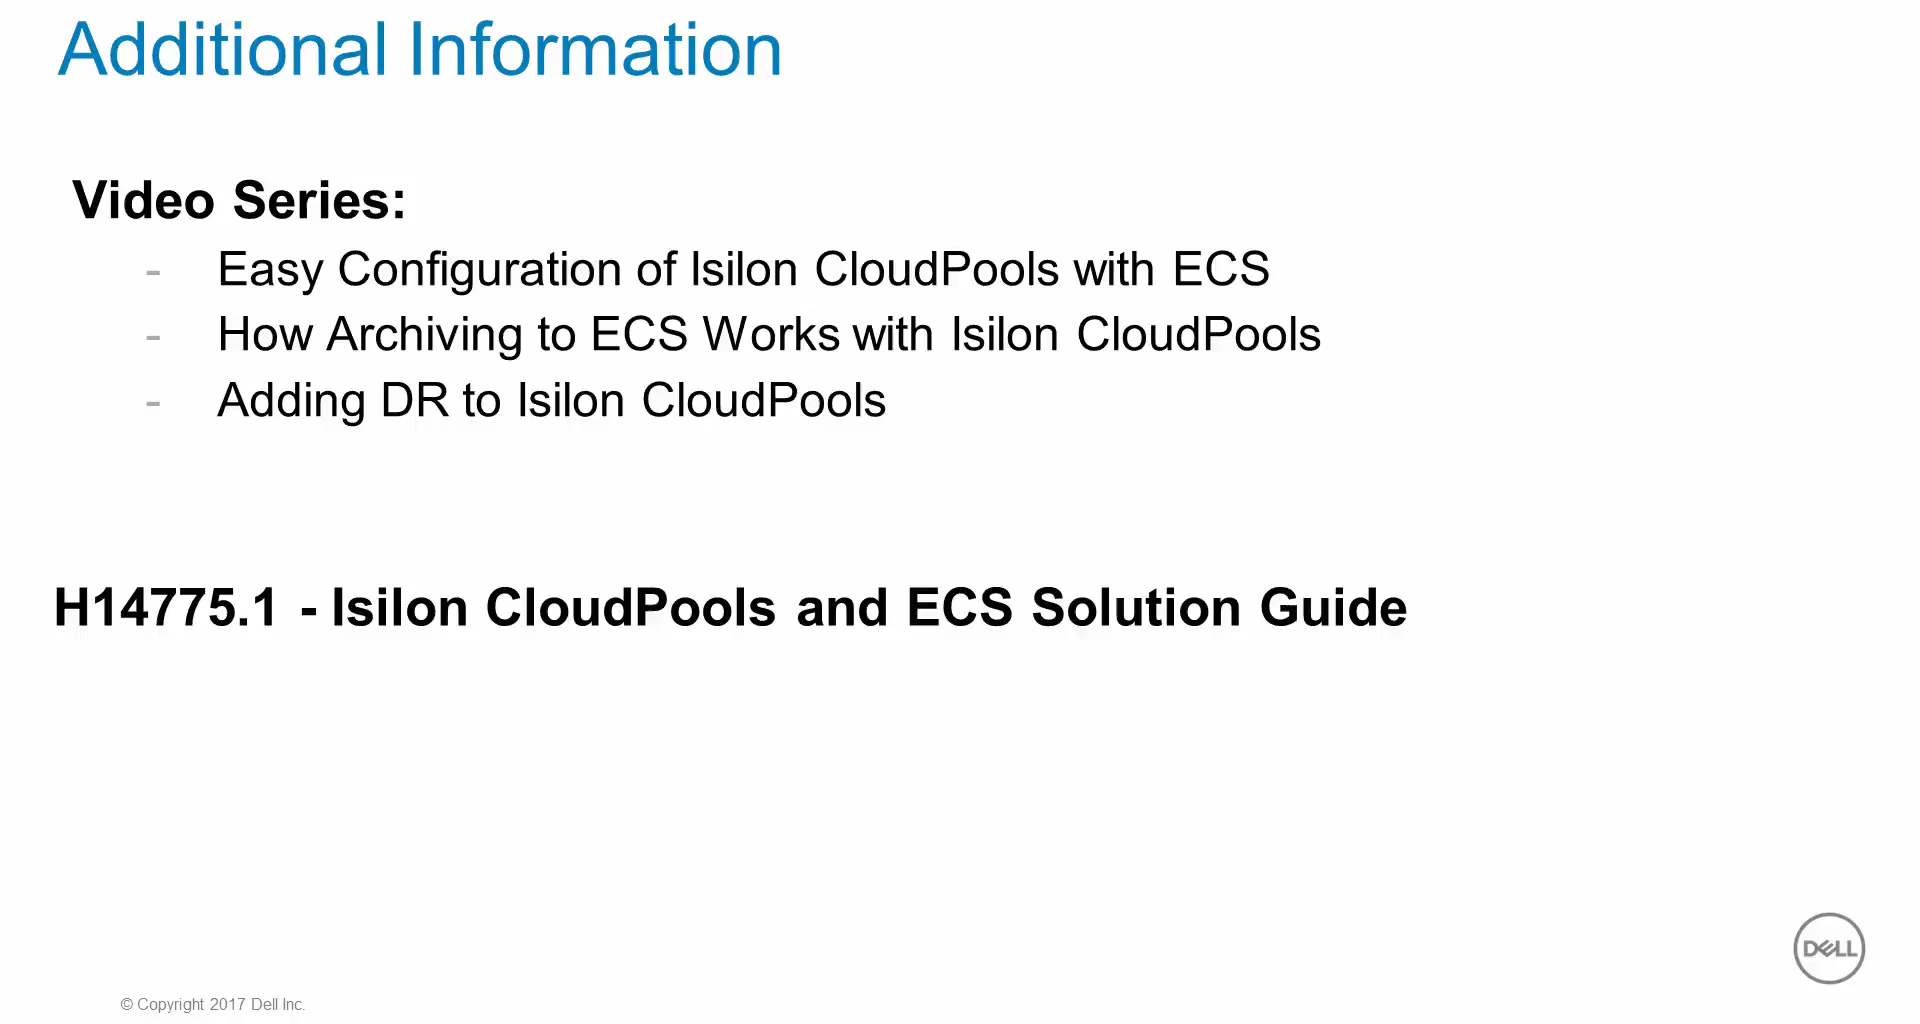 Additional Information
Video Series:
- Easy Configuration of Isilon CloudPools with ECS
- How Archiving to ECS Works with Isilon CloudPools
- Adding DR to Isilon CloudPools
H14775.1 - Isilon CloudPools and ECS Solution Guide
DELL
© Copyright 2017 Dell Inc.